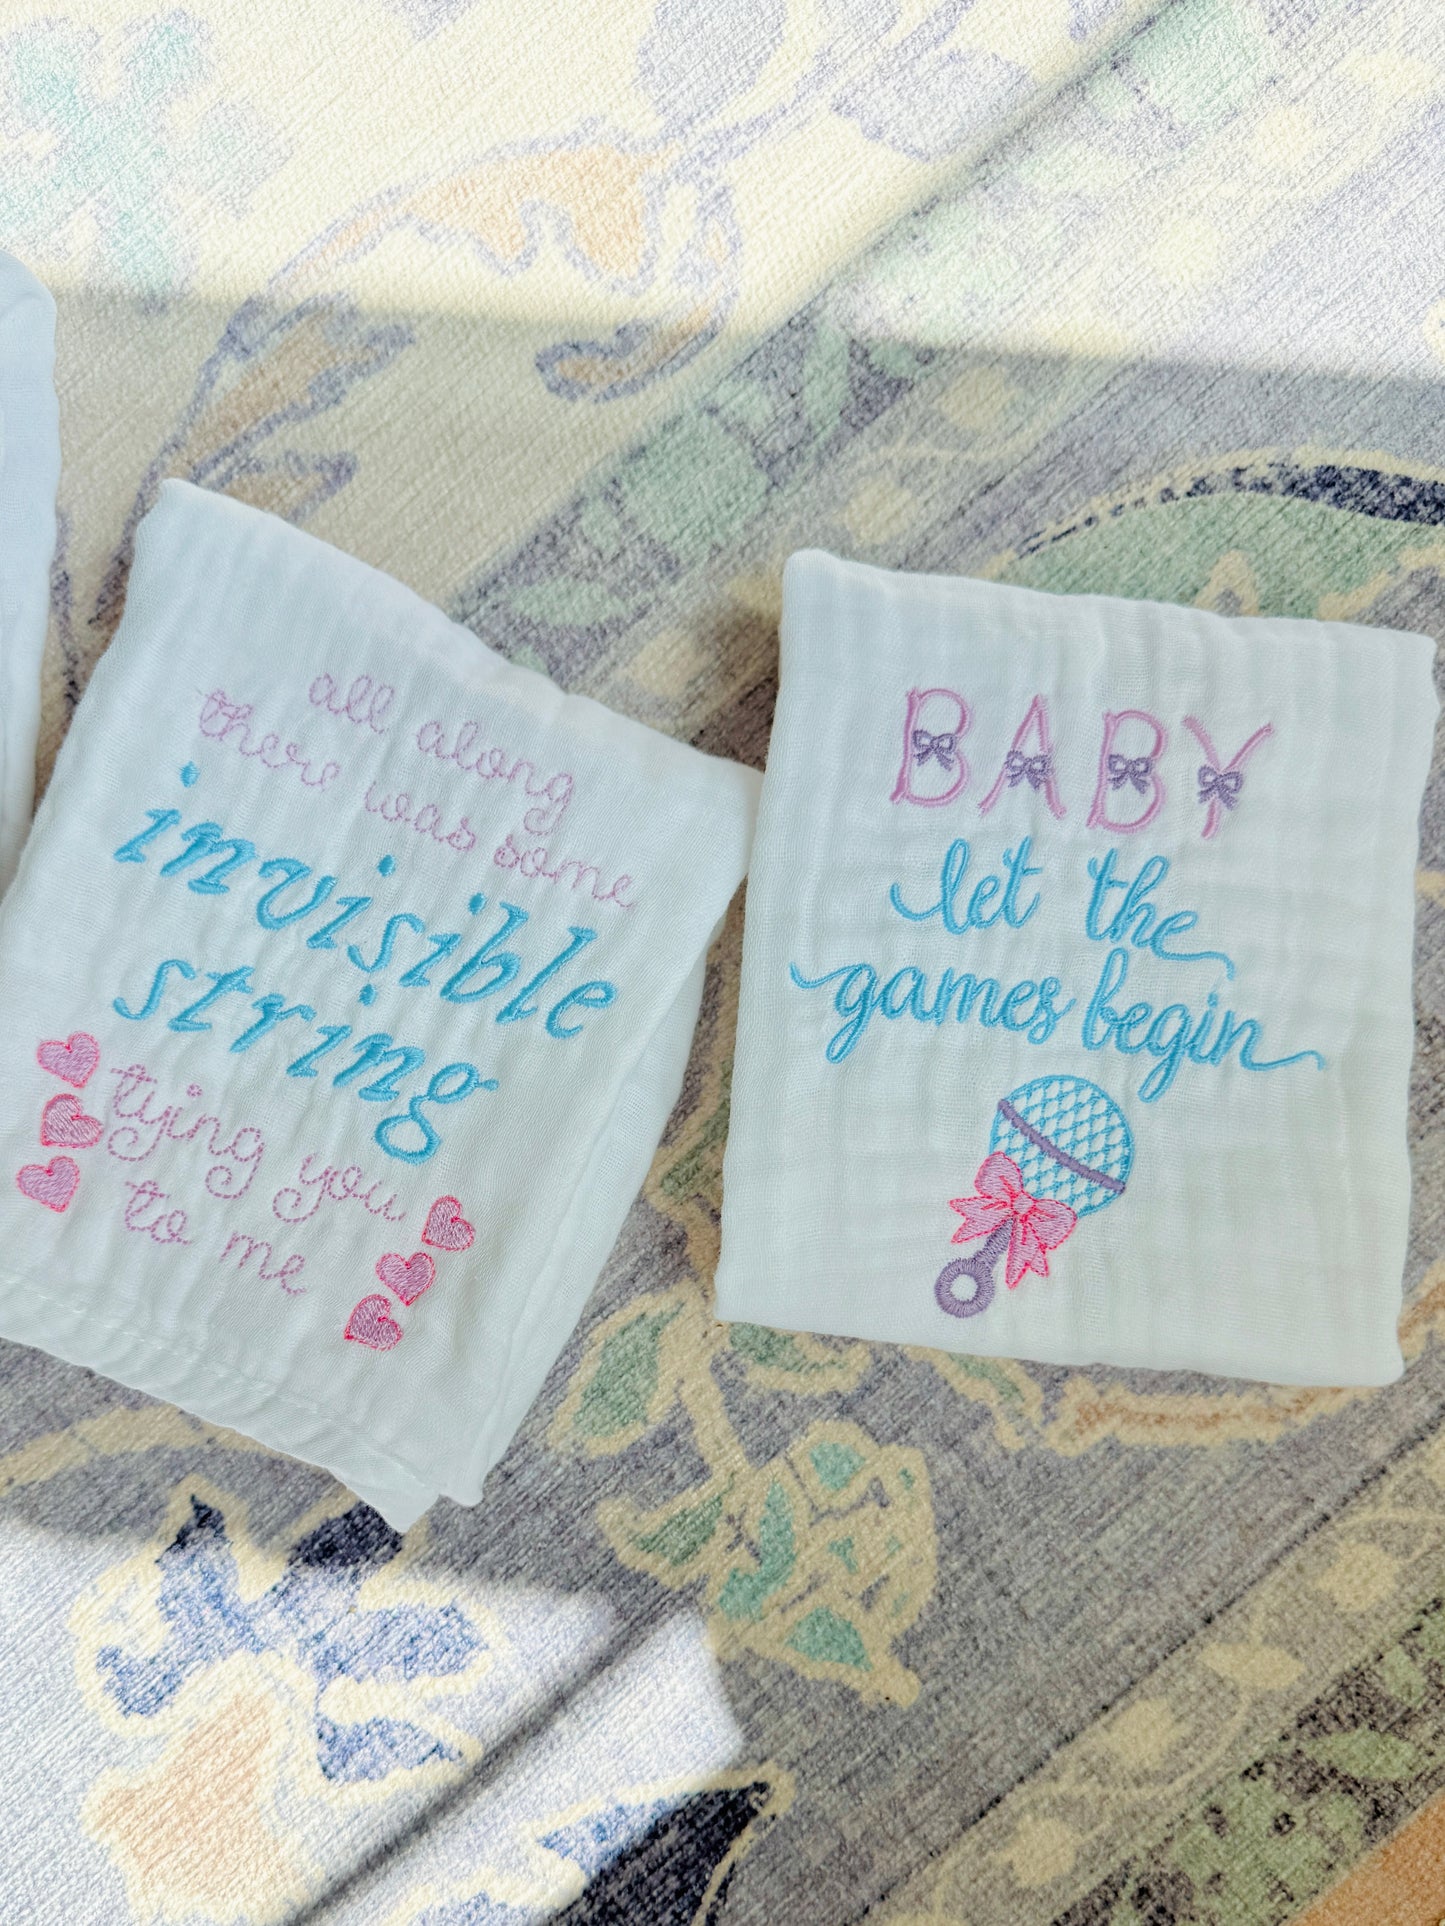 all along
there was some
invisible
string
tying you
to me
BABY
let the
games begin